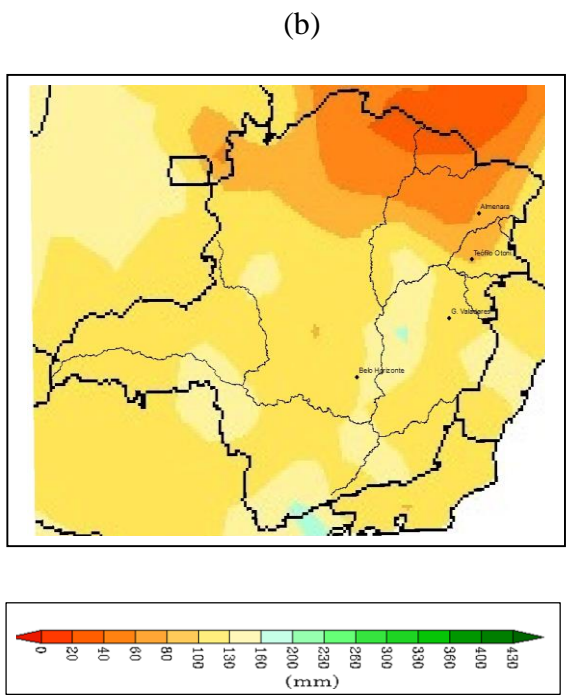 (b)
Almenara
Teófilo Otoni
G. Valadares
Belo Horizonte
0 20 40 60 80 100 130 160 200 230 260 300 330 360 400 430
(mm)